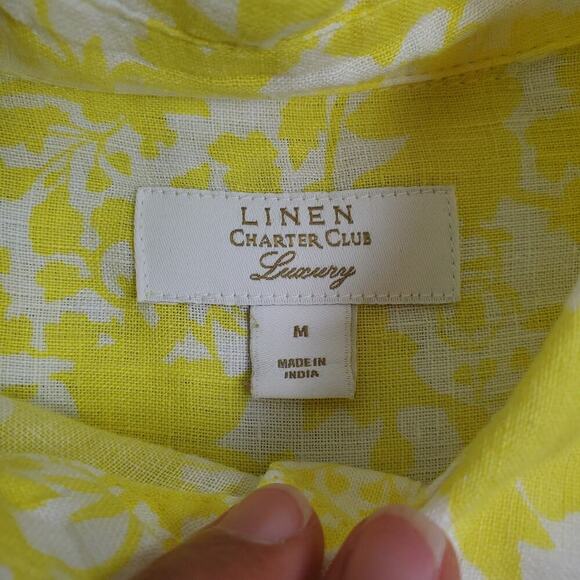 LINEN
CHARTER CLUB
Luxury
M
MADE IN
INDIA